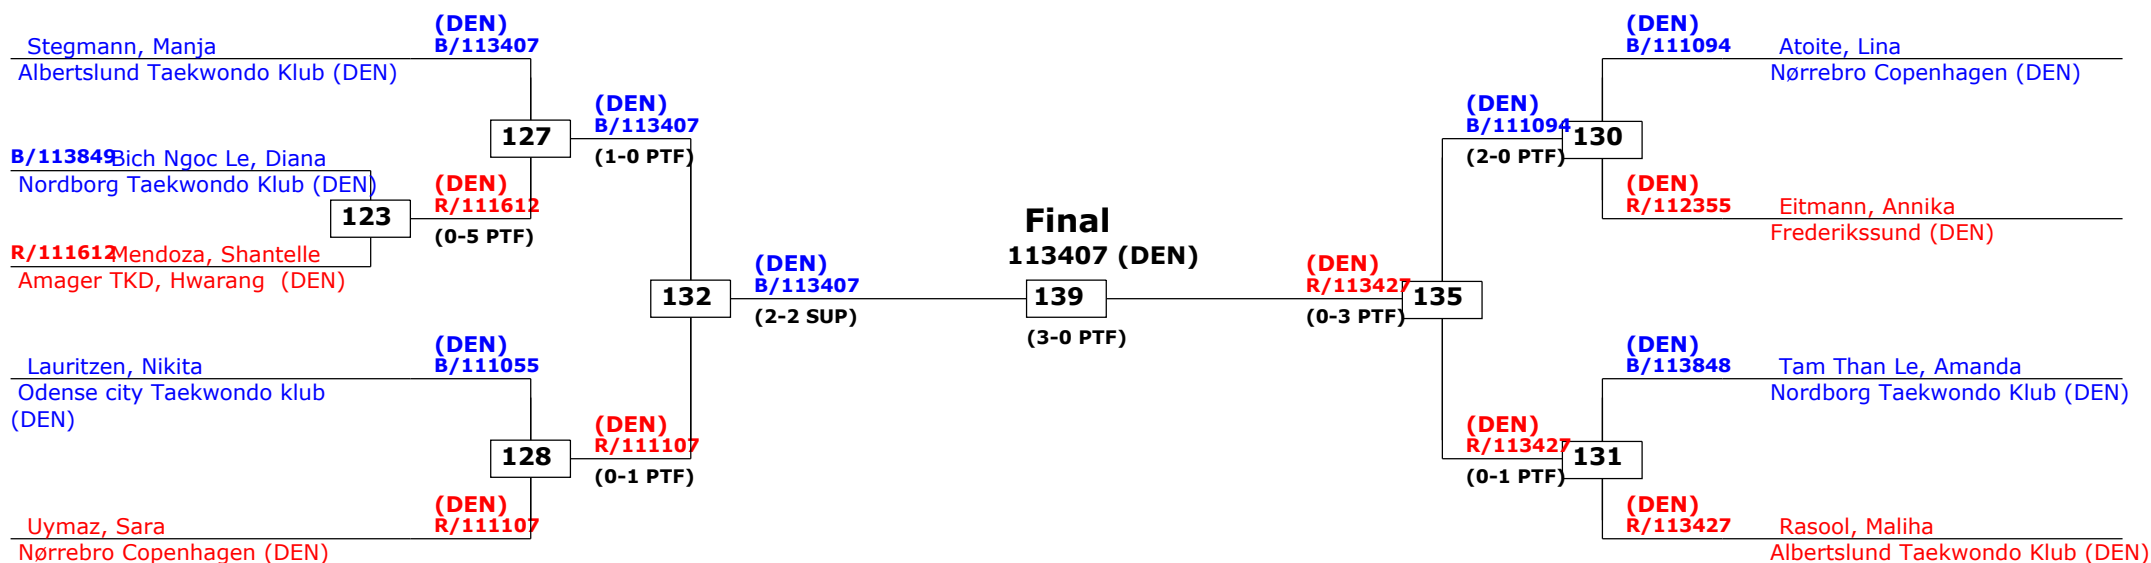 (DEN)
B/113407
Stegmann, Manja
Albertslund Taekwondo Klub (DEN)
(DEN)
B/113407
127
(1-0 PTF)
B/113849 Bich Ngoc Le, Diana
Nordborg Taekwondo Klub (DEN)
(DEN)
R/111612
123
(0-5 PTF)
R/111612 Mendoza, Shantelle
Amager TKD, Hwarang (DEN)
(DEN)
B/113407
132
(2-2 SUP)
(DEN)
B/111055
Lauritzen, Nikita
Odense city Taekwondo klub
(DEN)
(DEN)
R/111107
128
(0-1 PTF)
(DEN)
R/111107
Uymaz, Sara
Nørrebro Copenhagen (DEN)
Final
113407 (DEN)
139
(3-0 PTF)
(DEN)
R/113427
135
(0-3 PTF)
(DEN)
B/111094 Atoite, Lina
Nørrebro Copenhagen (DEN)
(DEN)
B/111094
130
(2-0 PTF)
(DEN)
R/112355 Eitmann, Annika
Frederikssund (DEN)
(DEN)
B/113848 Tam Than Le, Amanda
Nordborg Taekwondo Klub (DEN)
(DEN)
R/113427
131
(0-1 PTF)
(DEN)
R/113427 Rasool, Maliha
Albertslund Taekwondo Klub (DEN)